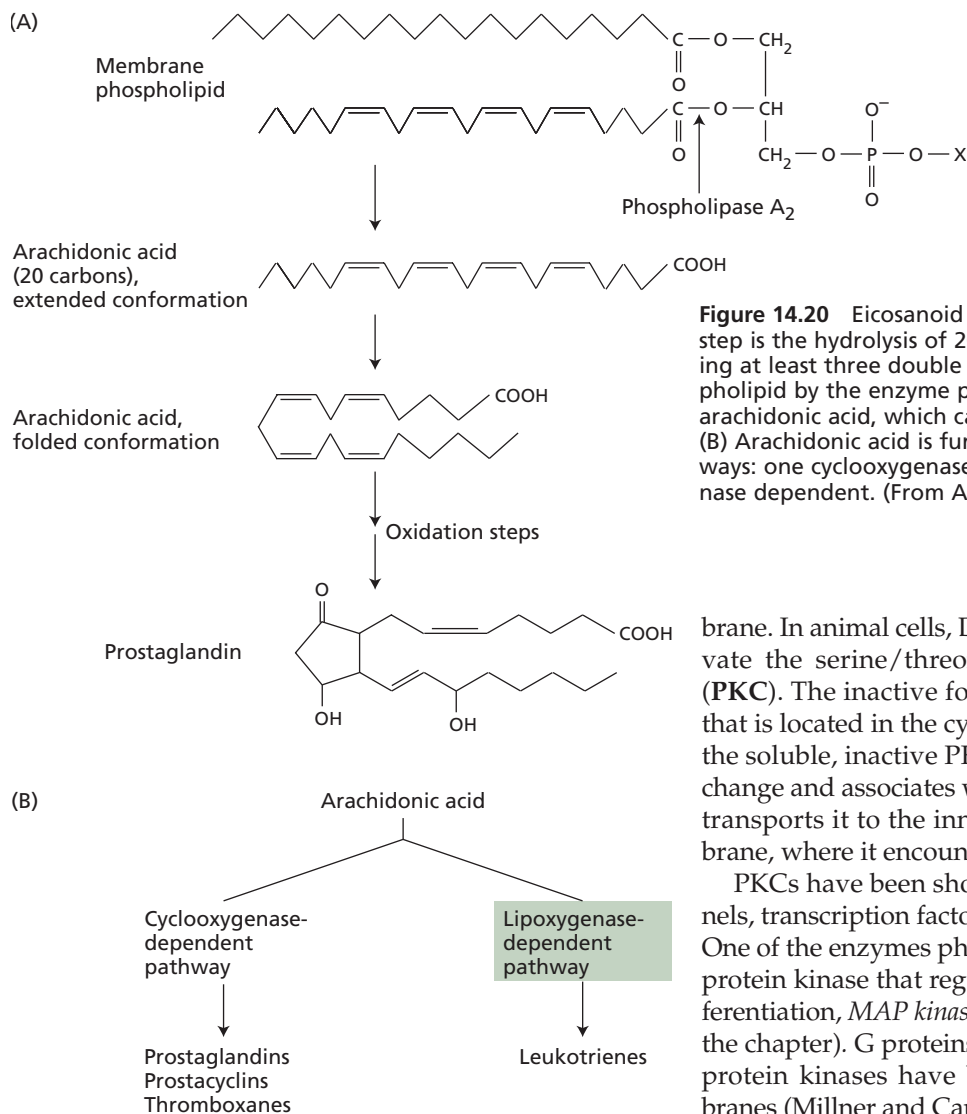 (A)
Membrane
phospholipid
C — O — CH2
O
C — O — CH
O
CH2 — O — P — O — X
O–
O
Phospholipase A2
Arachidonic acid
(20 carbons),
extended conformation
COOH
Arachidonic acid,
folded conformation
COOH
Oxidation steps
Prostaglandin
O
COOH
OH
OH
(B)
Arachidonic acid
Cyclooxygenase-
dependent
pathway
Lipoxygenase-
dependent
pathway
Prostaglandins
Prostacyclins
Thromboxanes
Leukotrienes
Figure 14.20 Eicosanoid
step is the hydrolysis of 2
ing at least three double
pholipid by the enzyme p
arachidonic acid, which ca
(B) Arachidonic acid is fur
ways: one cyclooxygenase
nase dependent. (From A
brane. In animal cells, D
vate the serine/threo
(PKC). The inactive fo
that is located in the cy
the soluble, inactive P
change and associates w
transports it to the inn
brane, where it encoun
PKCs have been sho
nels, transcription facto
One of the enzymes ph
protein kinase that reg
ferentiation, MAP kinas
the chapter). G proteins
protein kinases have
branes (Millner and Ca